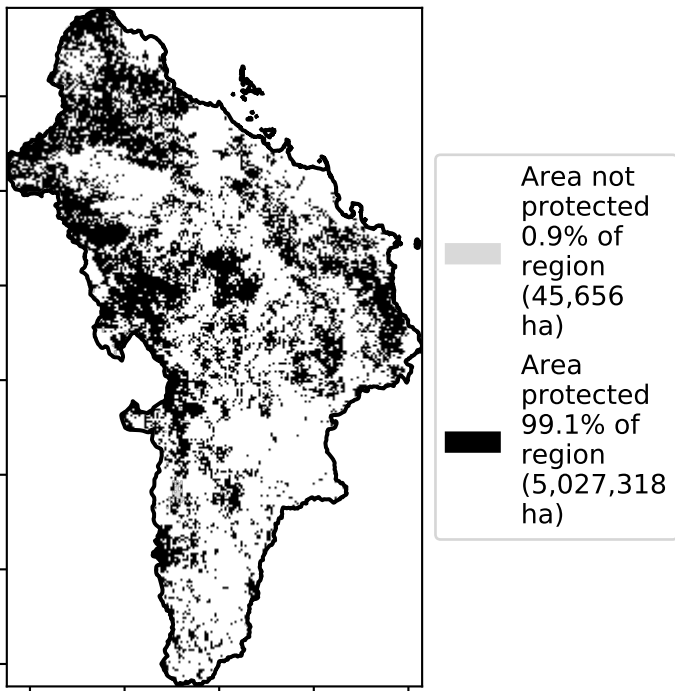 Area not
protected
0.9% of
region
(45,656
ha)
Area
protected
99.1% of
region
(5,027,318
ha)